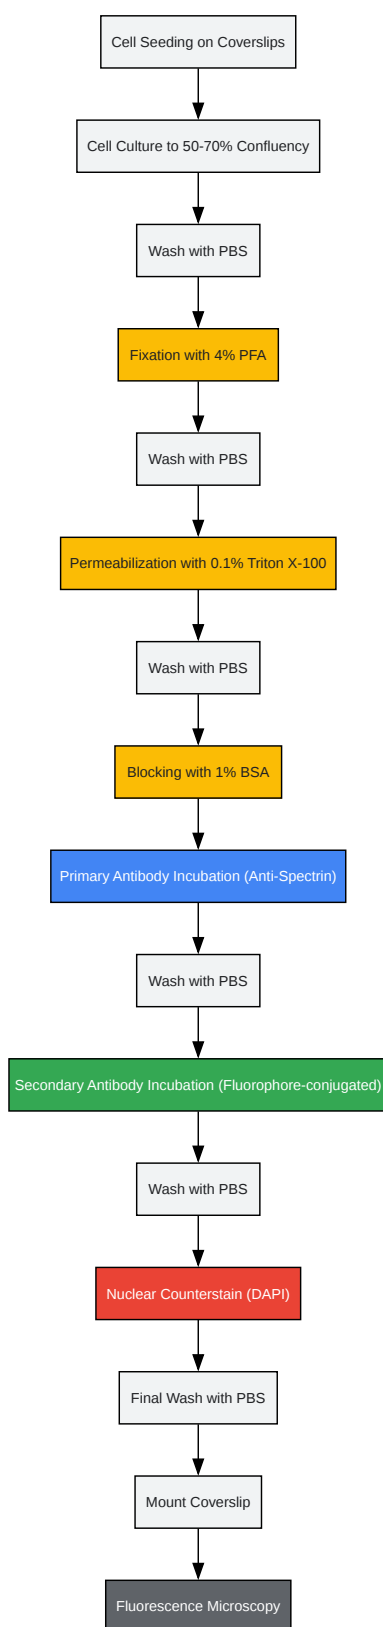 Cell Seeding on Coverslips
Cell Culture to 50-70% Confluency
Wash with PBS
Fixation with 4% PFA
Wash with PBS
Permeabilization with 0.1% Triton X-100
Wash with PBS
Blocking with 1% BSA
Primary Antibody Incubation (Anti-Spectrin)
Wash with PBS
Secondary Antibody Incubation (Fluorophore-conjugated)
Wash with PBS
Nuclear Counterstain (DAPI)
Final Wash with PBS
Mount Coverslip
Fluorescence Microscopy